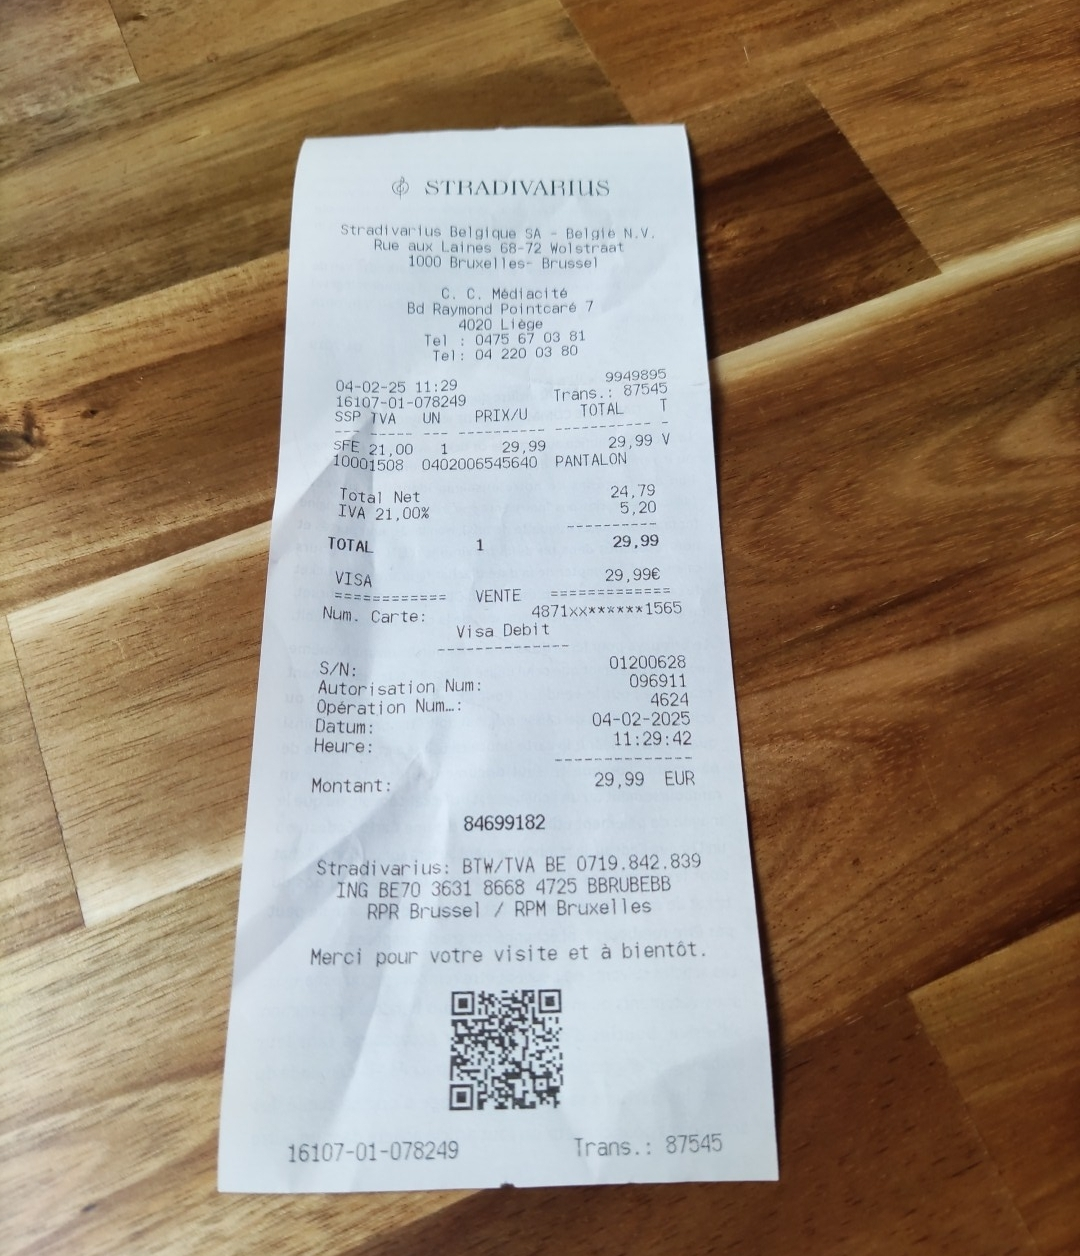 STRADIVARIUS
Stradivarius Belgique SA - Belgie N.V.
Rue aux Laines 68-72 Wolstraat
1000 Bruxelles- Brussel
C. C. Médiacité
Bd Raymond Pointcaré 7
4020 Liège
Tel : 0475 67 03 81
Tel: 04 220 03 80
04-02-25 11:29 9949895
16107-01-078249 Trans.: 87545
SSP TVA UN PRIX/U TOTAL T
--- ----- --- -------- ---------- -
SFE 21,00 1 29,99 29,99 V
10001508 0402006545640 PANTALON
Total Net 24,79
IVA 21,00% 5,20
----------
TOTAL 1 29,99
VISA 29,99€
============ VENTE =============
Num. Carte: 4871xx******1565
Visa Debit
--------------
S/N: 01200628
Autorisation Num: 096911
Opération Num…: 4624
Datum: 04-02-2025
Heure: 11:29:42
--------------
Montant: 29,99 EUR
84699182
Stradivarius: BTW/TVA BE 0719.842.839
ING BE70 3631 8668 4725 BBRUBEBB
RPR Brussel / RPM Bruxelles
Merci pour votre visite et à bientôt.
16107-01-078249 Trans.: 87545